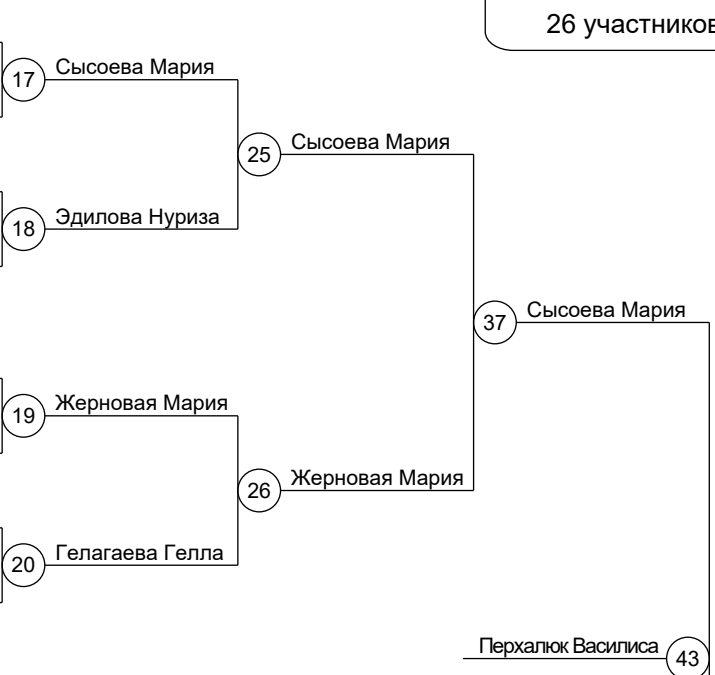 26 участников
17 Сысоева Мария
25 Сысоева Мария
18 Эдилова Нуриза
37 Сысоева Мария
19 Жерновая Мария
26 Жерновая Мария
20 Гелагаева Гелла
Перхалюк Василиса 43